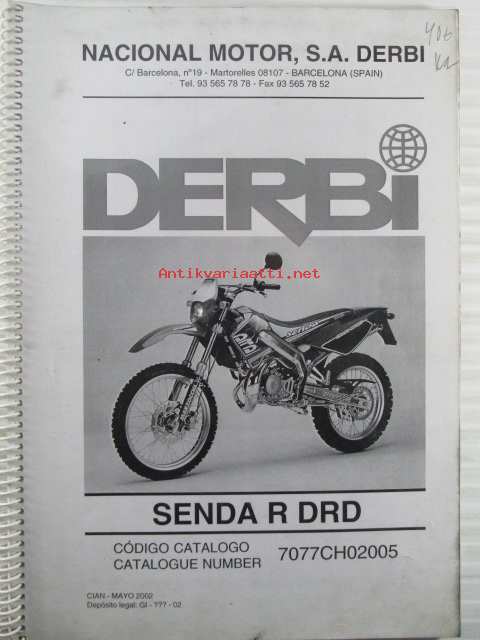 406
NACIONAL MOTOR, S.A. DERBI
C/ Barcelona, nº19 - Martorelles 08107 - BARCELONA (SPAIN)
Tel. 93 565 78 78 - Fax 93 565 78 52
DERBi
Antikvariaatti.net
SENDA R DRD
CÓDIGO CATALOGO
CATALOGUE NUMBER
7077CH02005
CIAN - MAYO 2002
Depósito legal: GI - ??? - 02